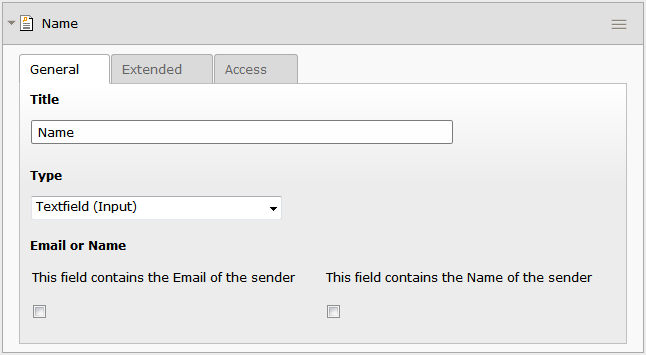 Name
General Extended Access
Title
Name
Type
Textfield (Input)
Email or Name
This field contains the Email of the sender This field contains the Name of the sender